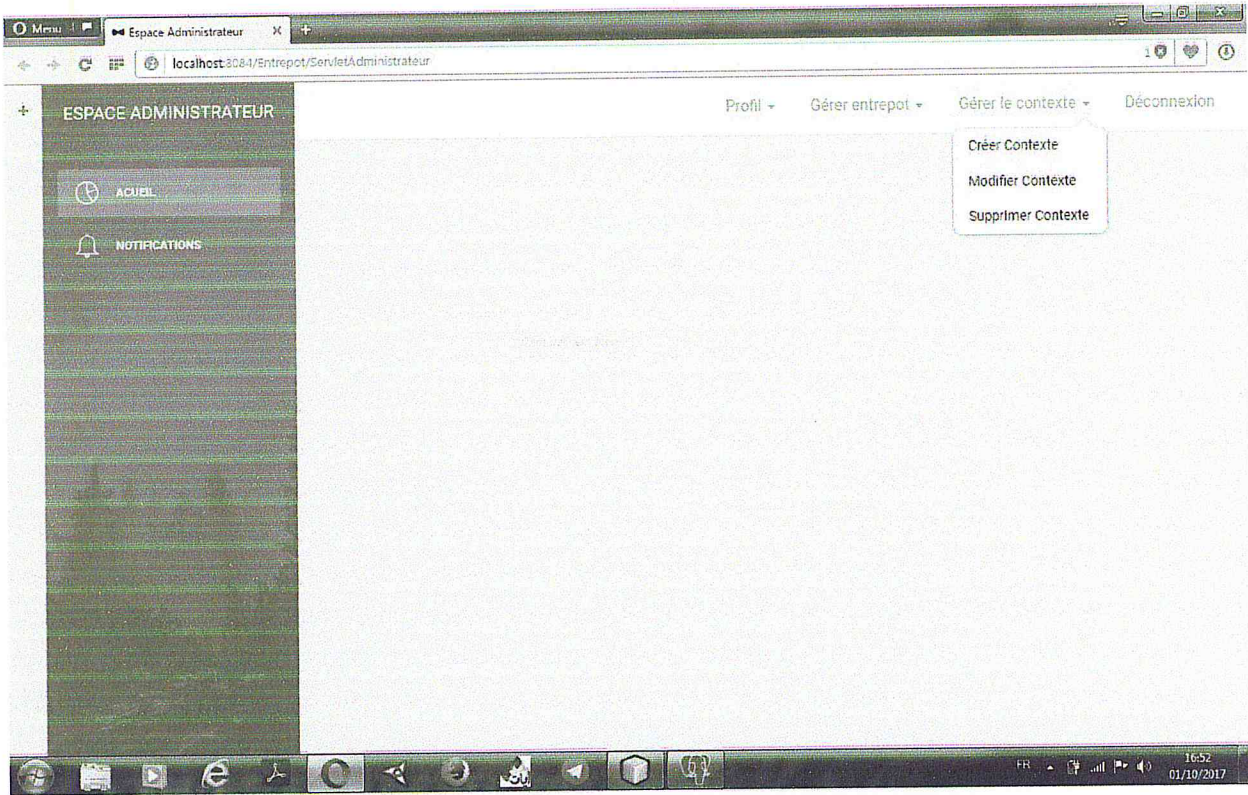 Menu
Espace Administrateur
localhost:8084/Entrepot/ServletAdministrateur
1
ESPACE ADMINISTRATEUR
Profil
Gérer entrepot
Gérer le contexte
Déconnexion
Créer Contexte
Modifier Contexte
Supprimer Contexte
ACUEIL
NOTIFICATIONS
FR
16:52
01/10/2017